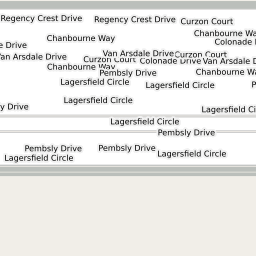 Regency Crest Drive
Regency Crest Drive
Curzon Court
Chanbourne Way
Chanbourne Wa
Colonade
e Drive
Van Arsdale Drive
Van Arsdale Drive
Curzon Court
Curzon Court
Colonade Drive
Van Arsdale D
Chanbourne Way
Pembsly Drive
Chanbourne Wa
Lagersfield Circle
Lagersfield Circle
P
Lagersfield Circle
y Drive
Lagersfield Ci
Lagersfield Circle
Pembsly Drive
Pembsly Drive
Pembsly Drive
Lagersfield Circle
Lagersfield Circle